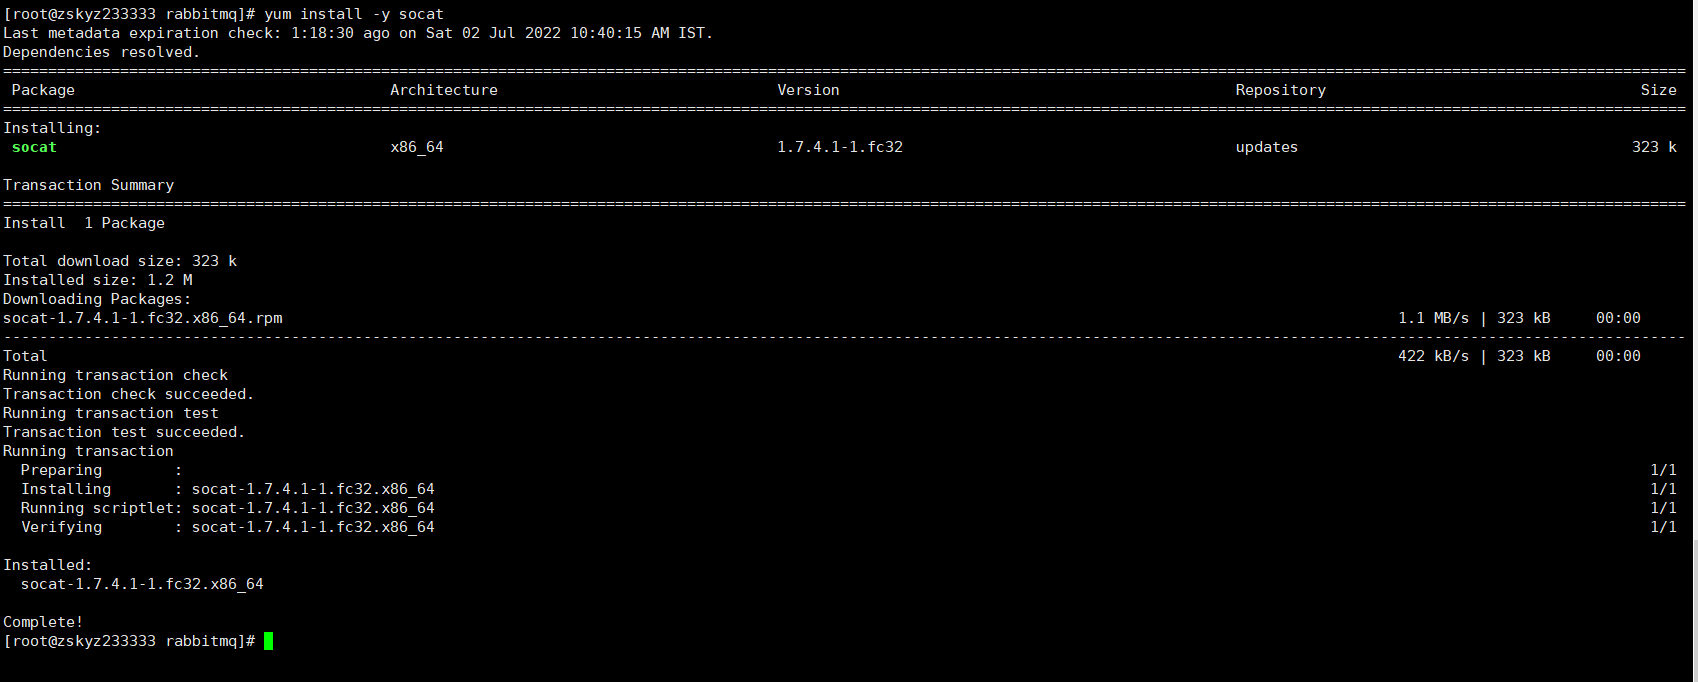 [root@zskyz233333 rabbitmq]# yum install -y socat
Last metadata expiration check: 1:18:30 ago on Sat 02 Jul 2022 10:40:15 AM IST.
Dependencies resolved.
================================================================================
Package Architecture Version Repository Size
================================================================================
Installing:
socat x86_64 1.7.4.1-1.fc32 updates 323 k
Transaction Summary
================================================================================
Install 1 Package
Total download size: 323 k
Installed size: 1.2 M
Downloading Packages:
socat-1.7.4.1-1.fc32.x86_64.rpm 1.1 MB/s | 323 kB 00:00
--------------------------------------------------------------------------------
Total 422 kB/s | 323 kB 00:00
Running transaction check
Transaction check succeeded.
Running transaction test
Transaction test succeeded.
Running transaction
Preparing : 1/1
Installing : socat-1.7.4.1-1.fc32.x86_64 1/1
Running scriptlet: socat-1.7.4.1-1.fc32.x86_64 1/1
Verifying : socat-1.7.4.1-1.fc32.x86_64 1/1
Installed:
socat-1.7.4.1-1.fc32.x86_64
Complete!
[root@zskyz233333 rabbitmq]#